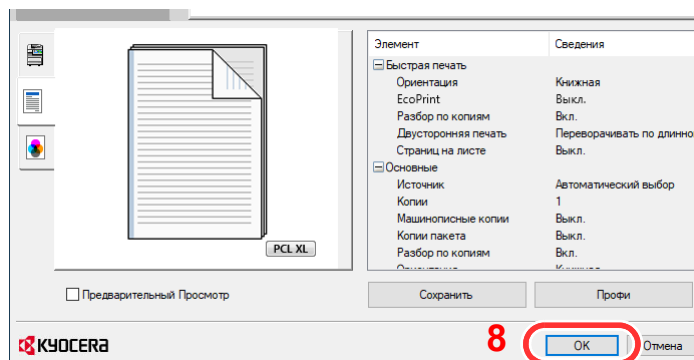 Элемент Сведения
Быстрая печать
Ориентация Книжная
EcoPrint Выкл.
Разбор по копиям Вкл.
Двусторонняя печать Переворачивать по длинно
Страниц на листе Выкл.
Основные
Источник Автоматический выбор
Копии 1
Машинописные копии Выкл.
Копии пакета Выкл.
Разбор по копиям Вкл.
PCL XL
Предварительный Просмотр
Сохранить Профи
KYOCERA 8 OK Отмена